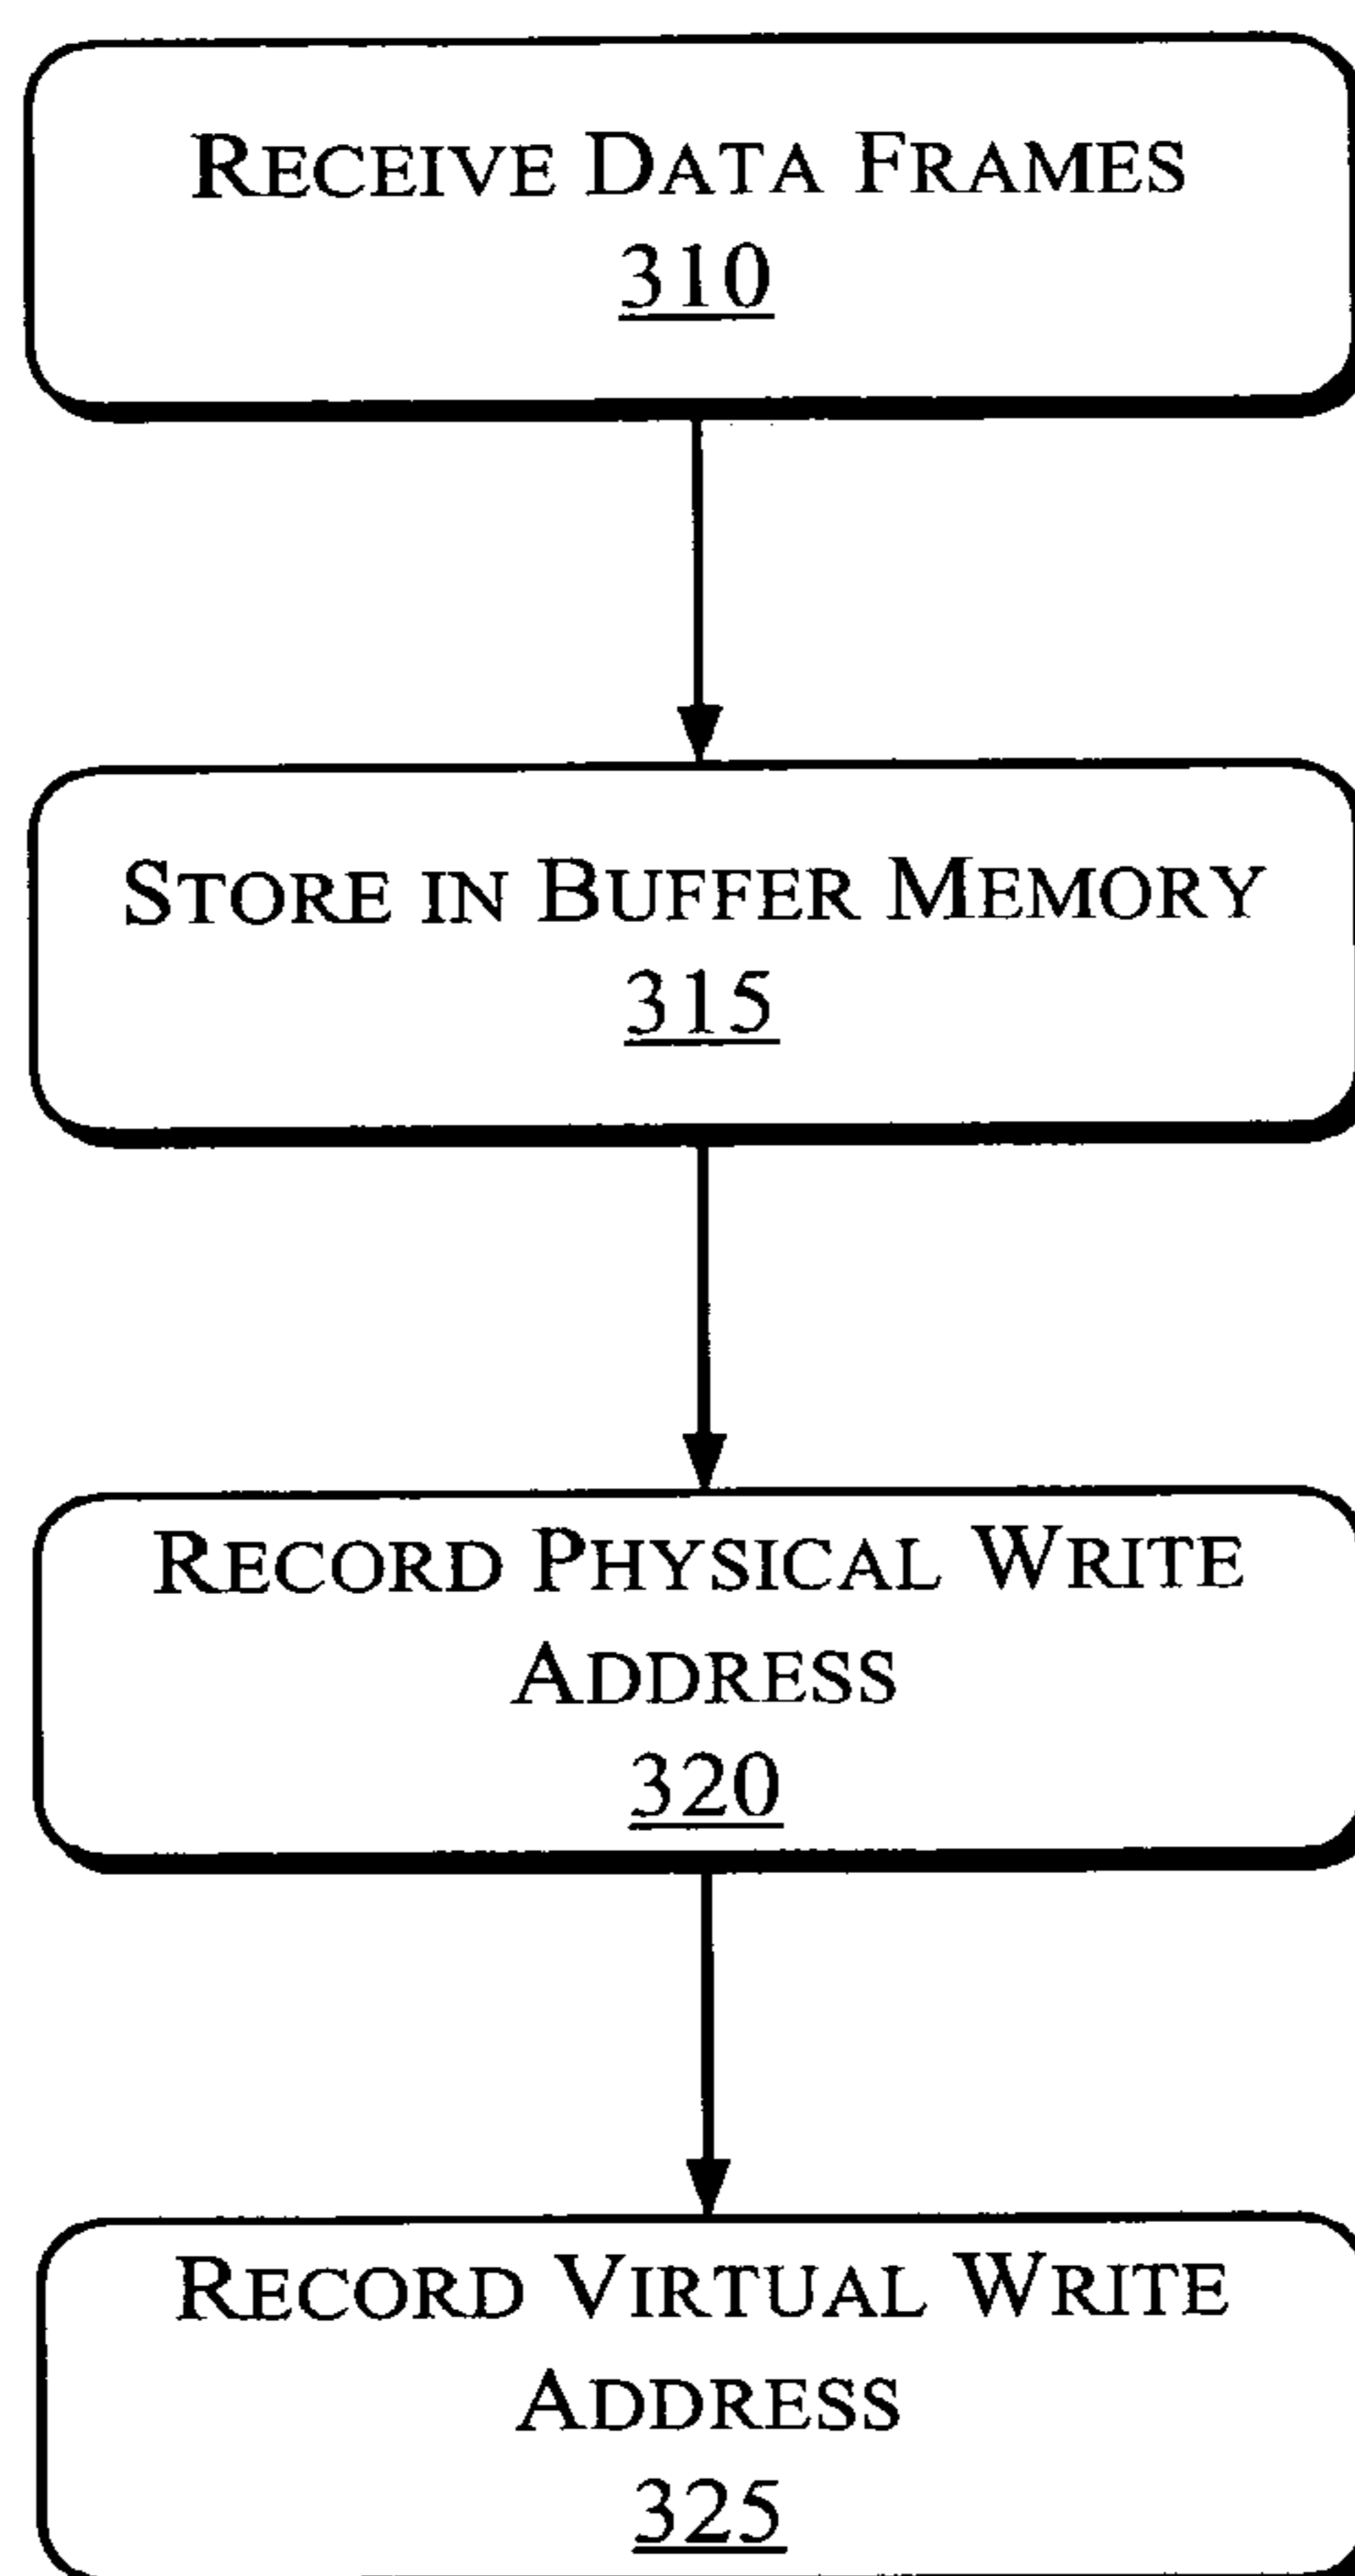 RECEIVE DATA FRAMES
310
STORE IN BUFFER MEMORY
315
RECORD PHYSICAL WRITE
ADDRESS
320
RECORD VIRTUAL WRITE
ADDRESS
325